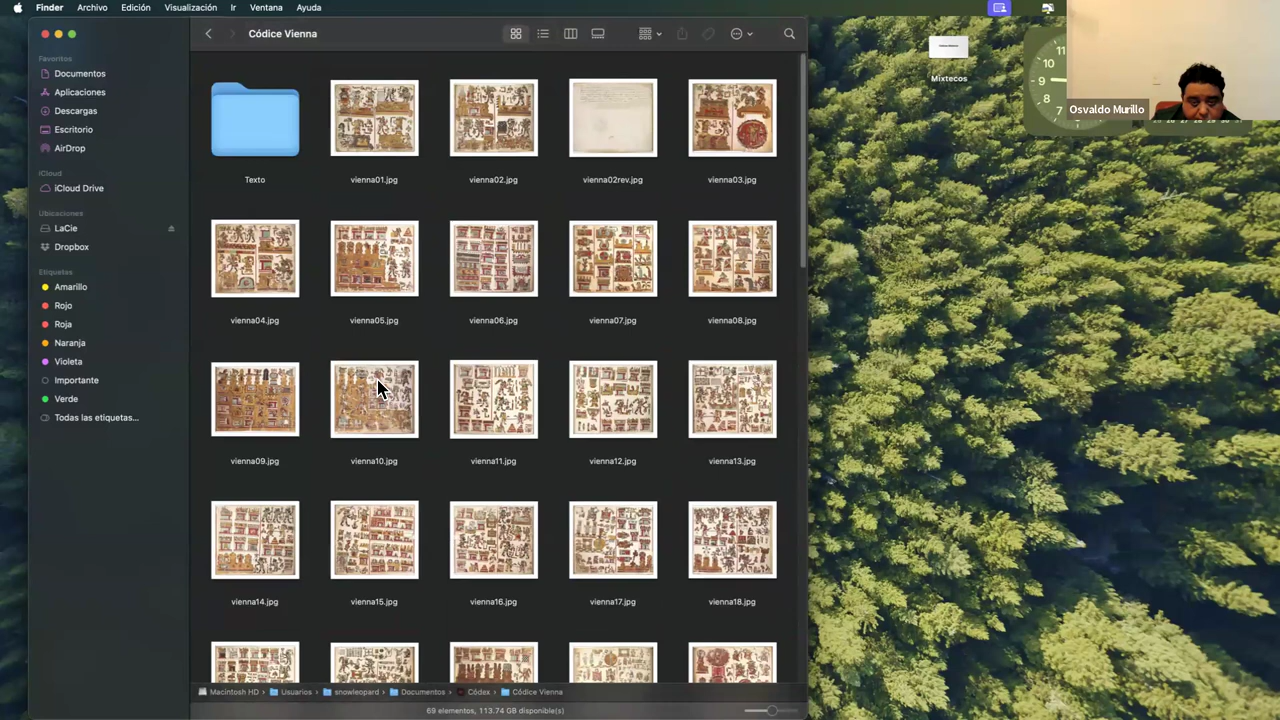 Finder Archivo Edición Visualización Ir Ventana Ayuda
Códice Vienna
Favoritos
Documentos
Aplicaciones
Descargas
Escritorio
AirDrop
iCloud
iCloud Drive
Ubicaciones
LaCie
Dropbox
Etiquetas
Amarillo
Rojo
Roja
Naranja
Violeta
Importante
Verde
Todas las etiquetas...
Texto vienna01.jpg vienna02.jpg vienna02rev.jpg vienna03.jpg
vienna04.jpg vienna05.jpg vienna06.jpg vienna07.jpg vienna08.jpg
vienna09.jpg vienna10.jpg vienna11.jpg vienna12.jpg vienna13.jpg
vienna14.jpg vienna15.jpg vienna16.jpg vienna17.jpg vienna18.jpg
Macintosh HD › Usuarios › snowleopard › Documentos › Códex › Códice Vienna
69 elementos, 113.74 GB disponible(s)
Mixtecos
11
9
8
7
Osvaldo Murillo